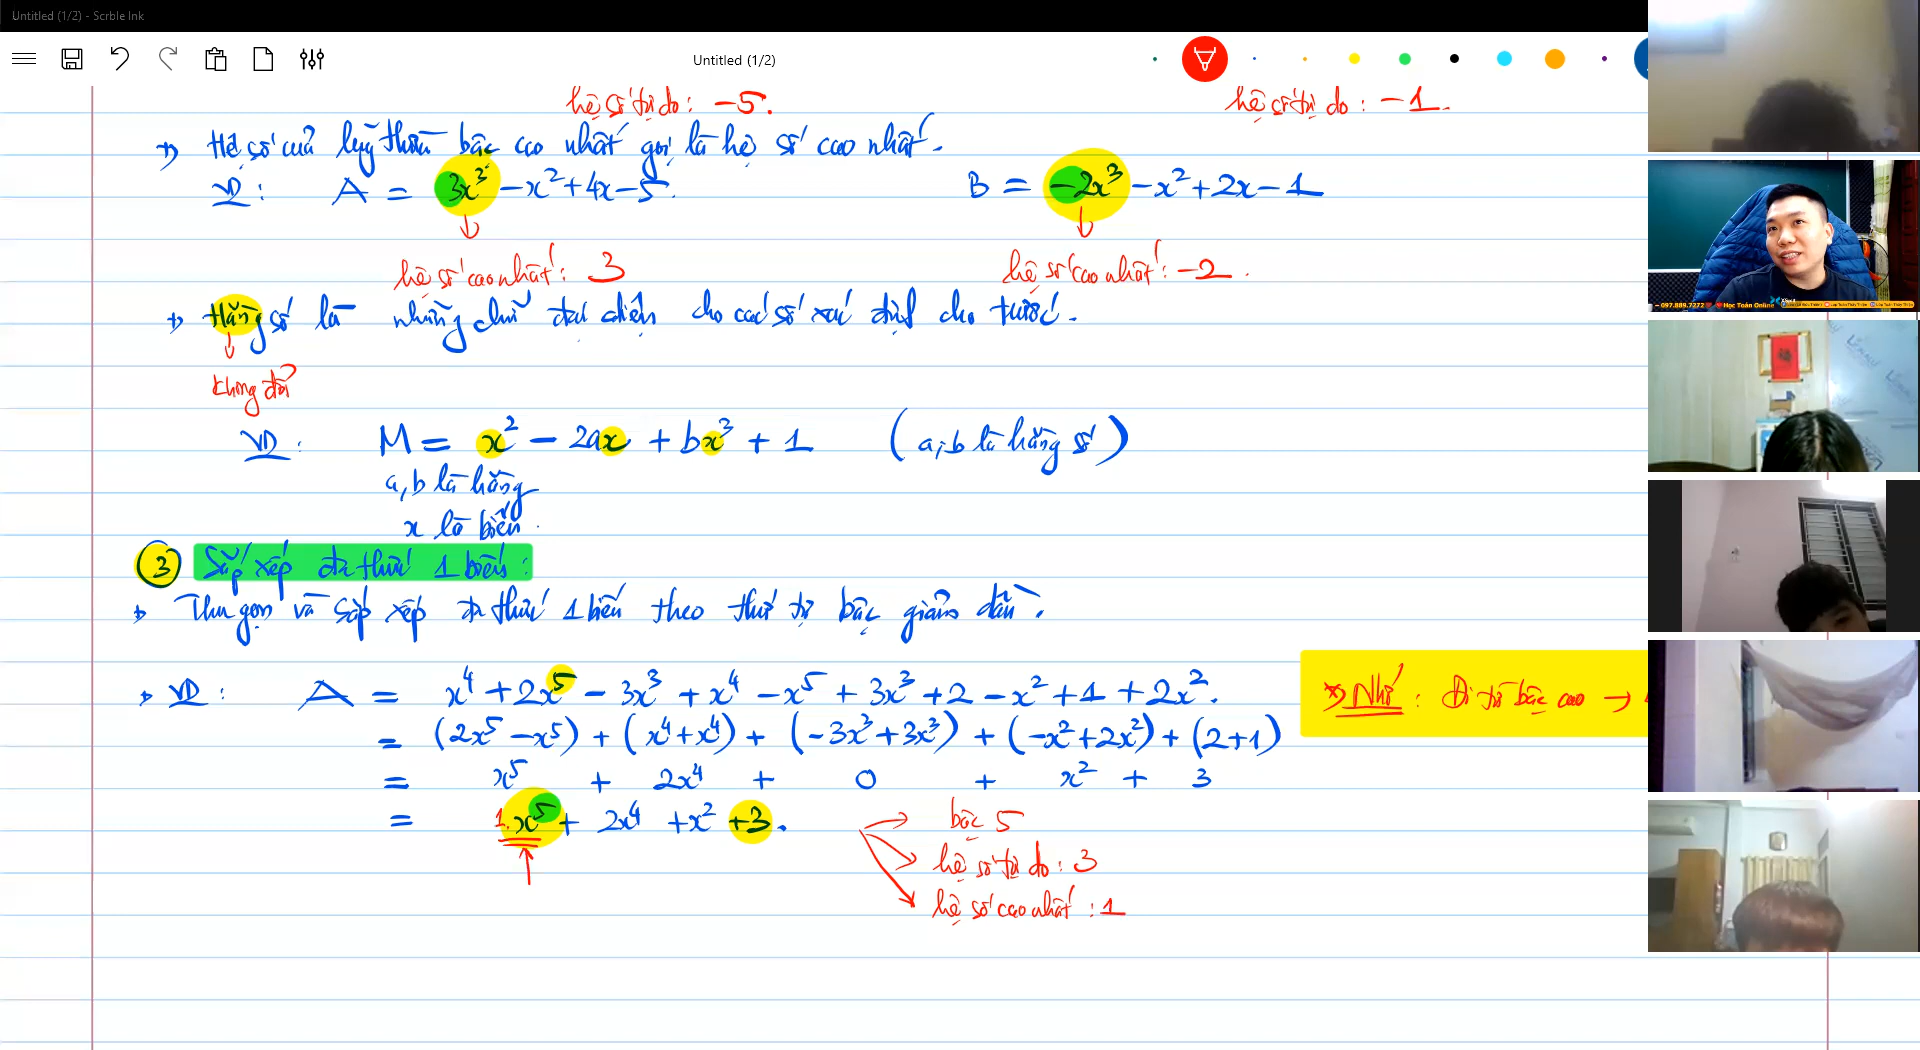 Untitled (1/2) - Scrble Ink
Untitled (1/2)
hệ số tự do: -5.
hệ số tự do: -1.
Hệ số của lũy thừa bậc cao nhất gọi là hệ số cao nhất.
VD: A = 3x³ - x² + 4x - 5.
B = -2x³ - x² + 2x - 1
hệ số cao nhất: 3
hệ số cao nhất: -2.
Hằng số là những chữ đại diện cho các số xác định cho trước.
không đổi
VD: M = x² - 2ax + bx³ + 1 (a; b là hằng số)
a, b là hằng
x là biến.
3 Sắp xếp đa thức 1 biến:
Thu gọn và sắp xếp đa thức 1 biến theo thứ tự bậc giảm dần.
VD: A = x⁴ + 2x⁵ - 3x³ + x⁴ - x⁵ + 3x³ + 2 - x² + 1 + 2x².
* Nhớ: Đi từ bậc cao →
= (2x⁵ - x⁵) + (x⁴ + x⁴) + (-3x³ + 3x³) + (-x² + 2x²) + (2+1)
= x⁵ + 2x⁴ + 0 + x² + 3
= 1.x⁵ + 2x⁴ + x² + 3.
bậc 5
hệ số tự do: 3
hệ số cao nhất: 1
097.889.7272
Học Toán Online